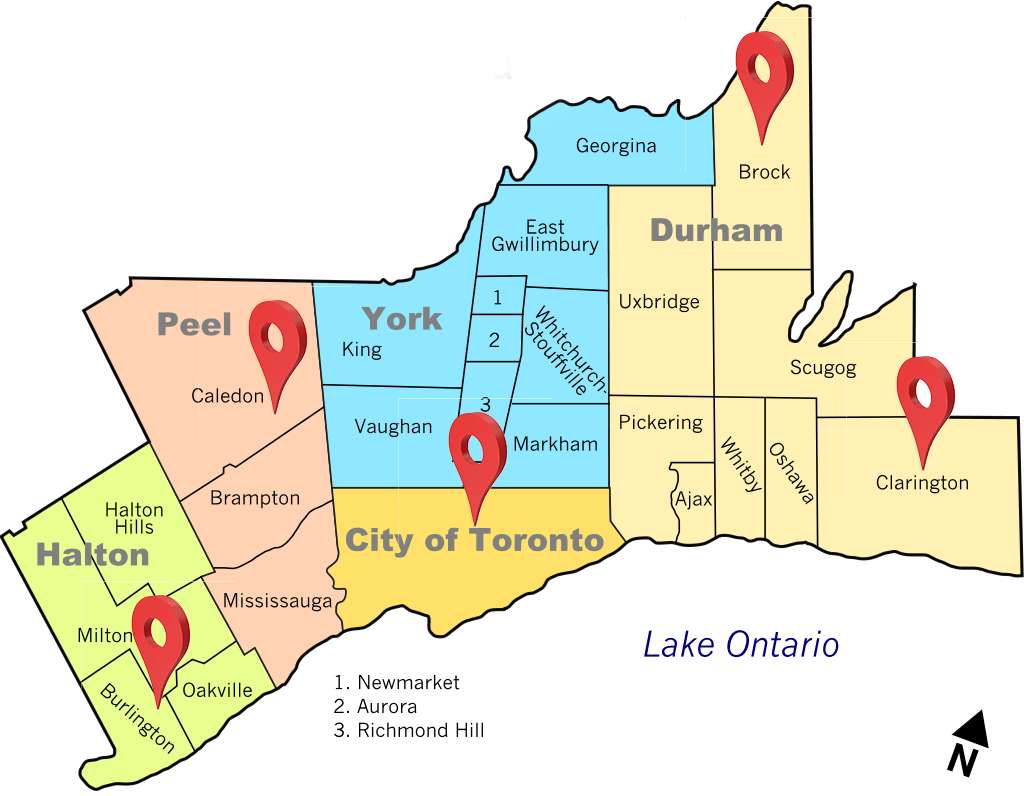 Georgina
Brock
East
Gwillimbury
Durham
Peel
York
King
1
2
3
Uxbridge
Whitchurch-
Stouffville
Scugog
Caledon
Vaughan
Markham
Pickering
Whitby
Oshawa
Clarington
Ajax
Brampton
Halton
Hills
Halton
City of Toronto
Mississauga
Milton
Burlington
Oakville
Lake Ontario
1. Newmarket
2. Aurora
3. Richmond Hill
N